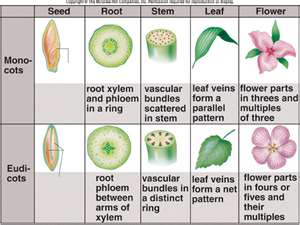 Copyright © The McGraw-Hill Companies, Inc. Permission required for reproduction or display.
Seed Root Stem Leaf Flower
Mono-
cots
root xylem
and phloem
in a ring
vascular
bundles
scattered
in stem
leaf veins
form a
parallel
pattern
flower parts
in threes and
multiples
of three
Eudi-
cots
root
phloem
between
arms of
xylem
vascular
bundles in
a distinct
ring
leaf veins
form a net
pattern
flower parts
in fours or
fives and
their
multiples